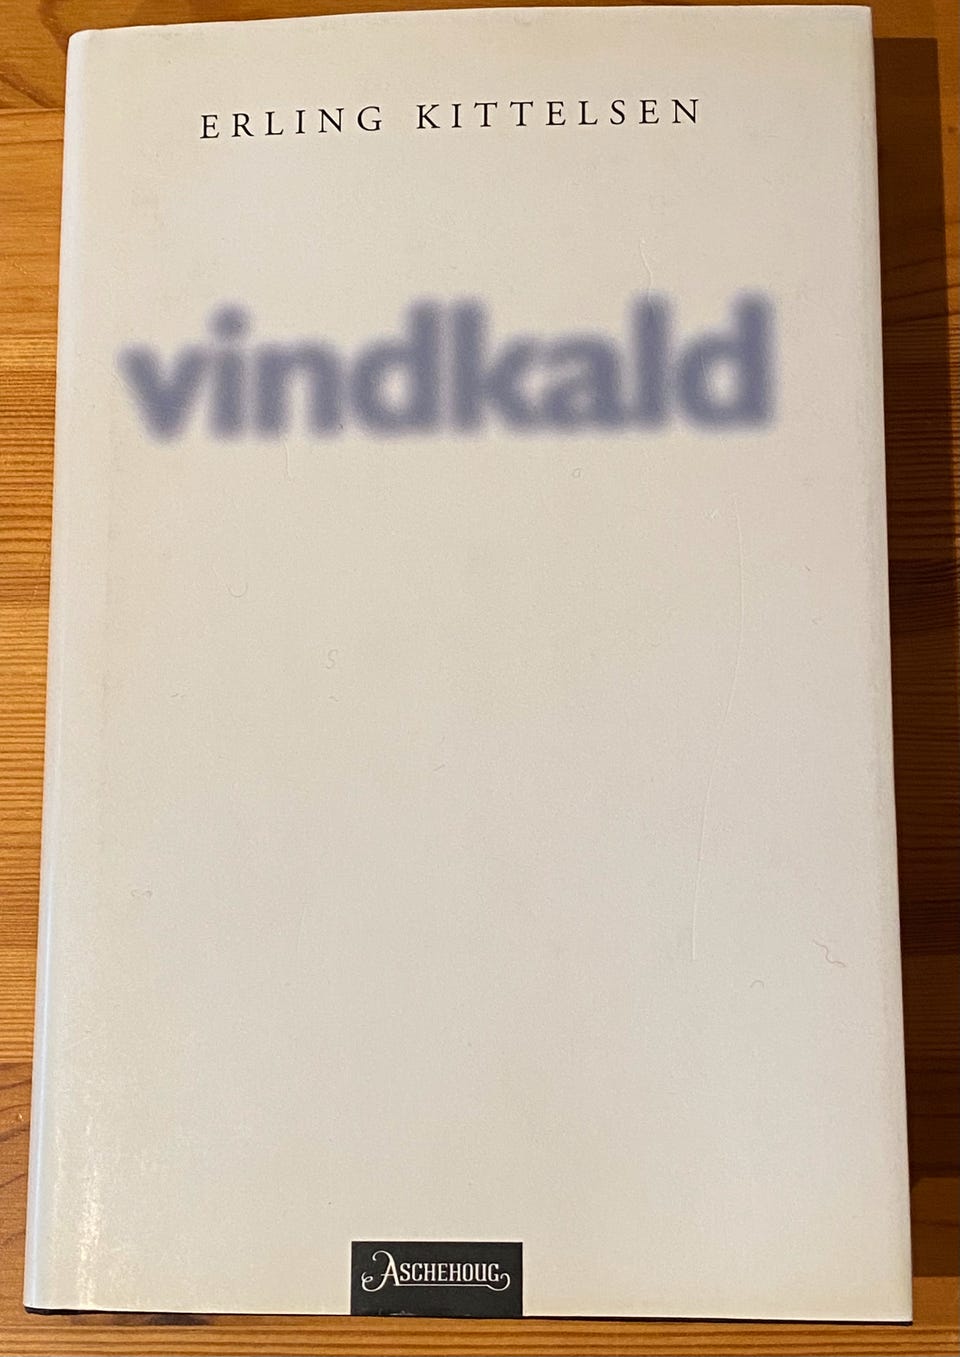 ERLING KITTELSEN
vindkald
ASCHEHOUG